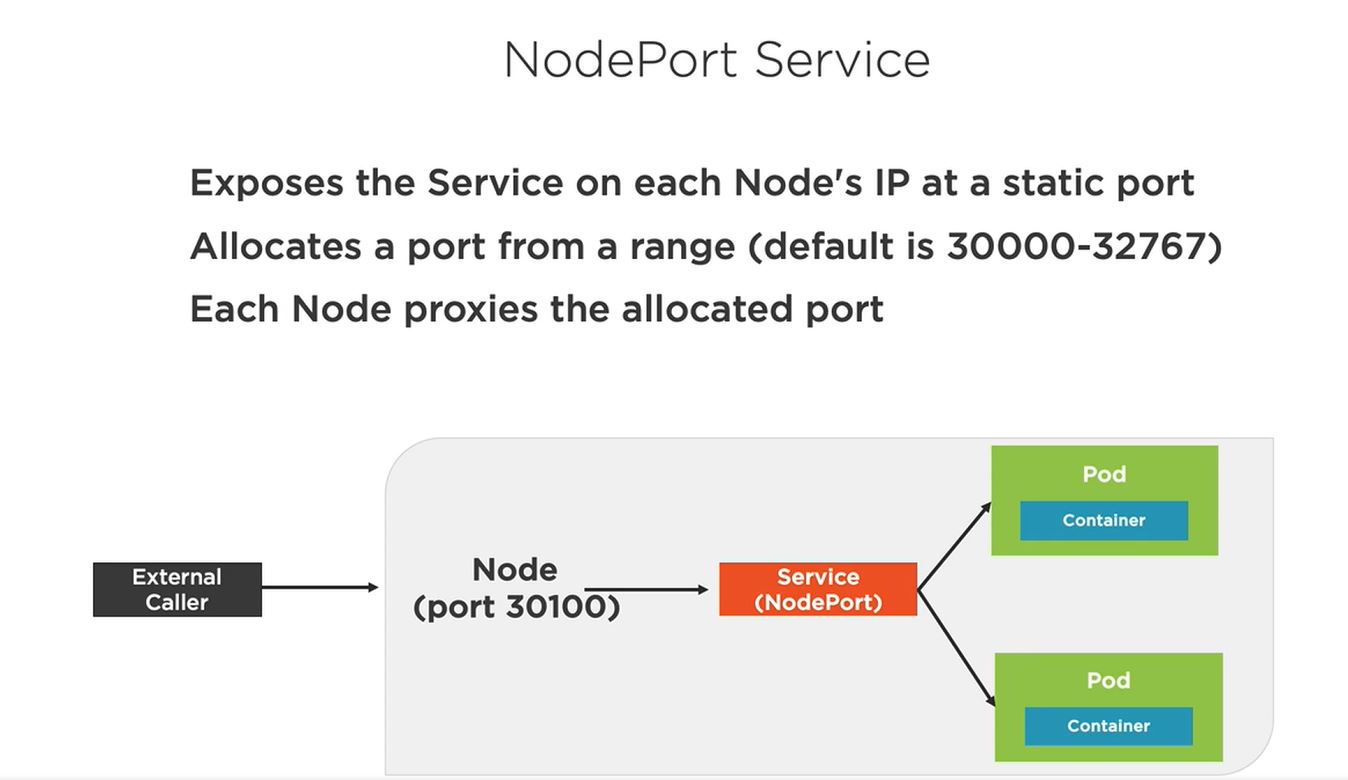 NodePort Service
Exposes the Service on each Node's IP at a static port
Allocates a port from a range (default is 30000-32767)
Each Node proxies the allocated port
External
Caller
Node
(port 30100)
Service
(NodePort)
Pod
Container
Pod
Container